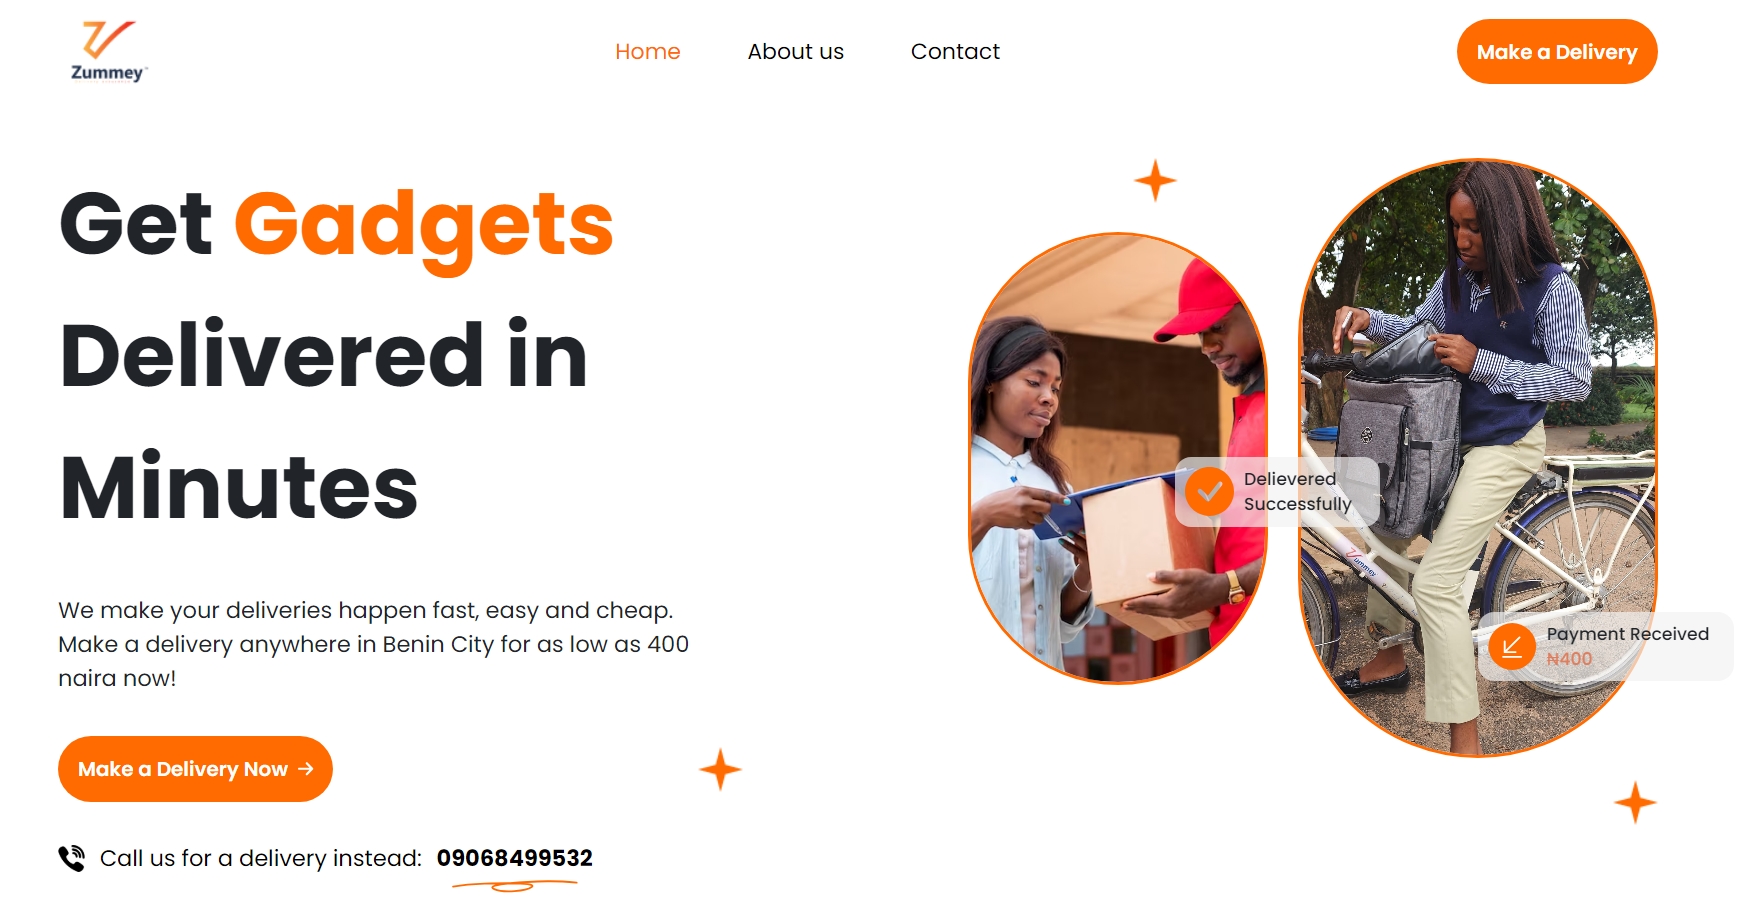 Zummey
Home
About us
Contact
Make a Delivery
Get Gadgets
Delivered in
Minutes
We make your deliveries happen fast, easy and cheap.
Make a delivery anywhere in Benin City for as low as 400
naira now!
Make a Delivery Now →
Call us for a delivery instead: 09068499532
Delievered
Successfully
Zummey
Payment Received
₦400